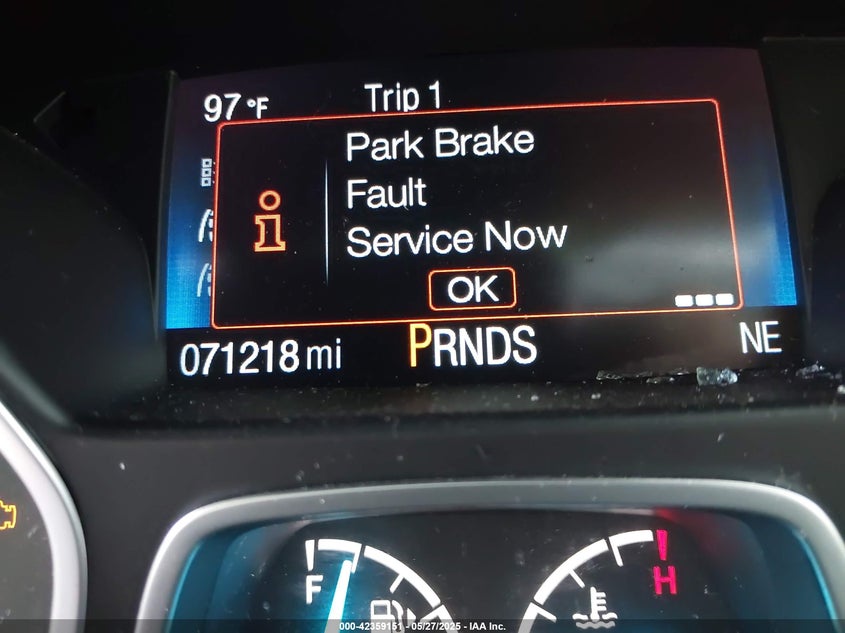 97 °F Trip 1
Park Brake
Fault
Service Now
OK
071218 mi PRNDS NE
F H
000-42359151 - 05/27/2025 - IAA Inc.